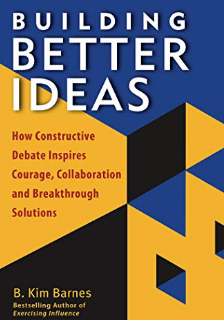 BUILDING
BETTER
IDEAS
How Constructive
Debate Inspires
Courage, Collaboration
and Breakthrough
Solutions
B. Kim Barnes
Bestselling Author of
Exercising Influence